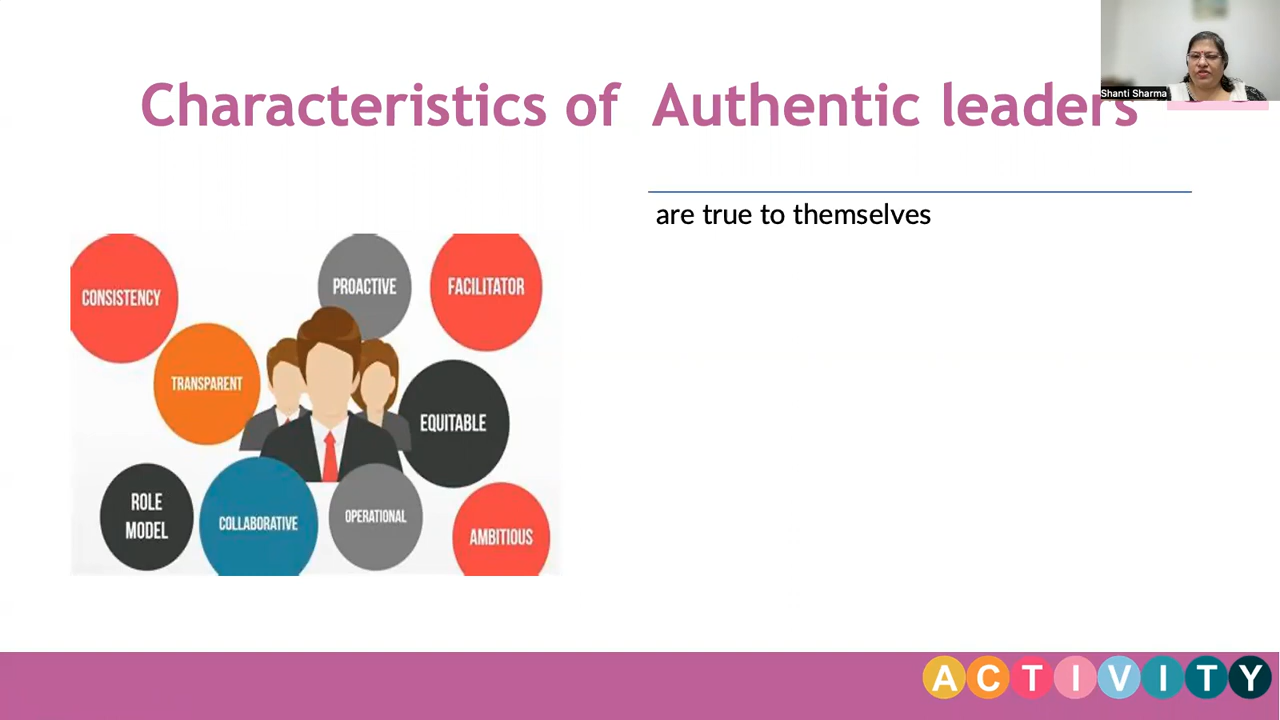 Characteristics of Authentic leaders
Shanti Sharma
are true to themselves
CONSISTENCY
PROACTIVE
FACILITATOR
TRANSPARENT
EQUITABLE
ROLE
MODEL
COLLABORATIVE
OPERATIONAL
AMBITIOUS
ACTIVITY